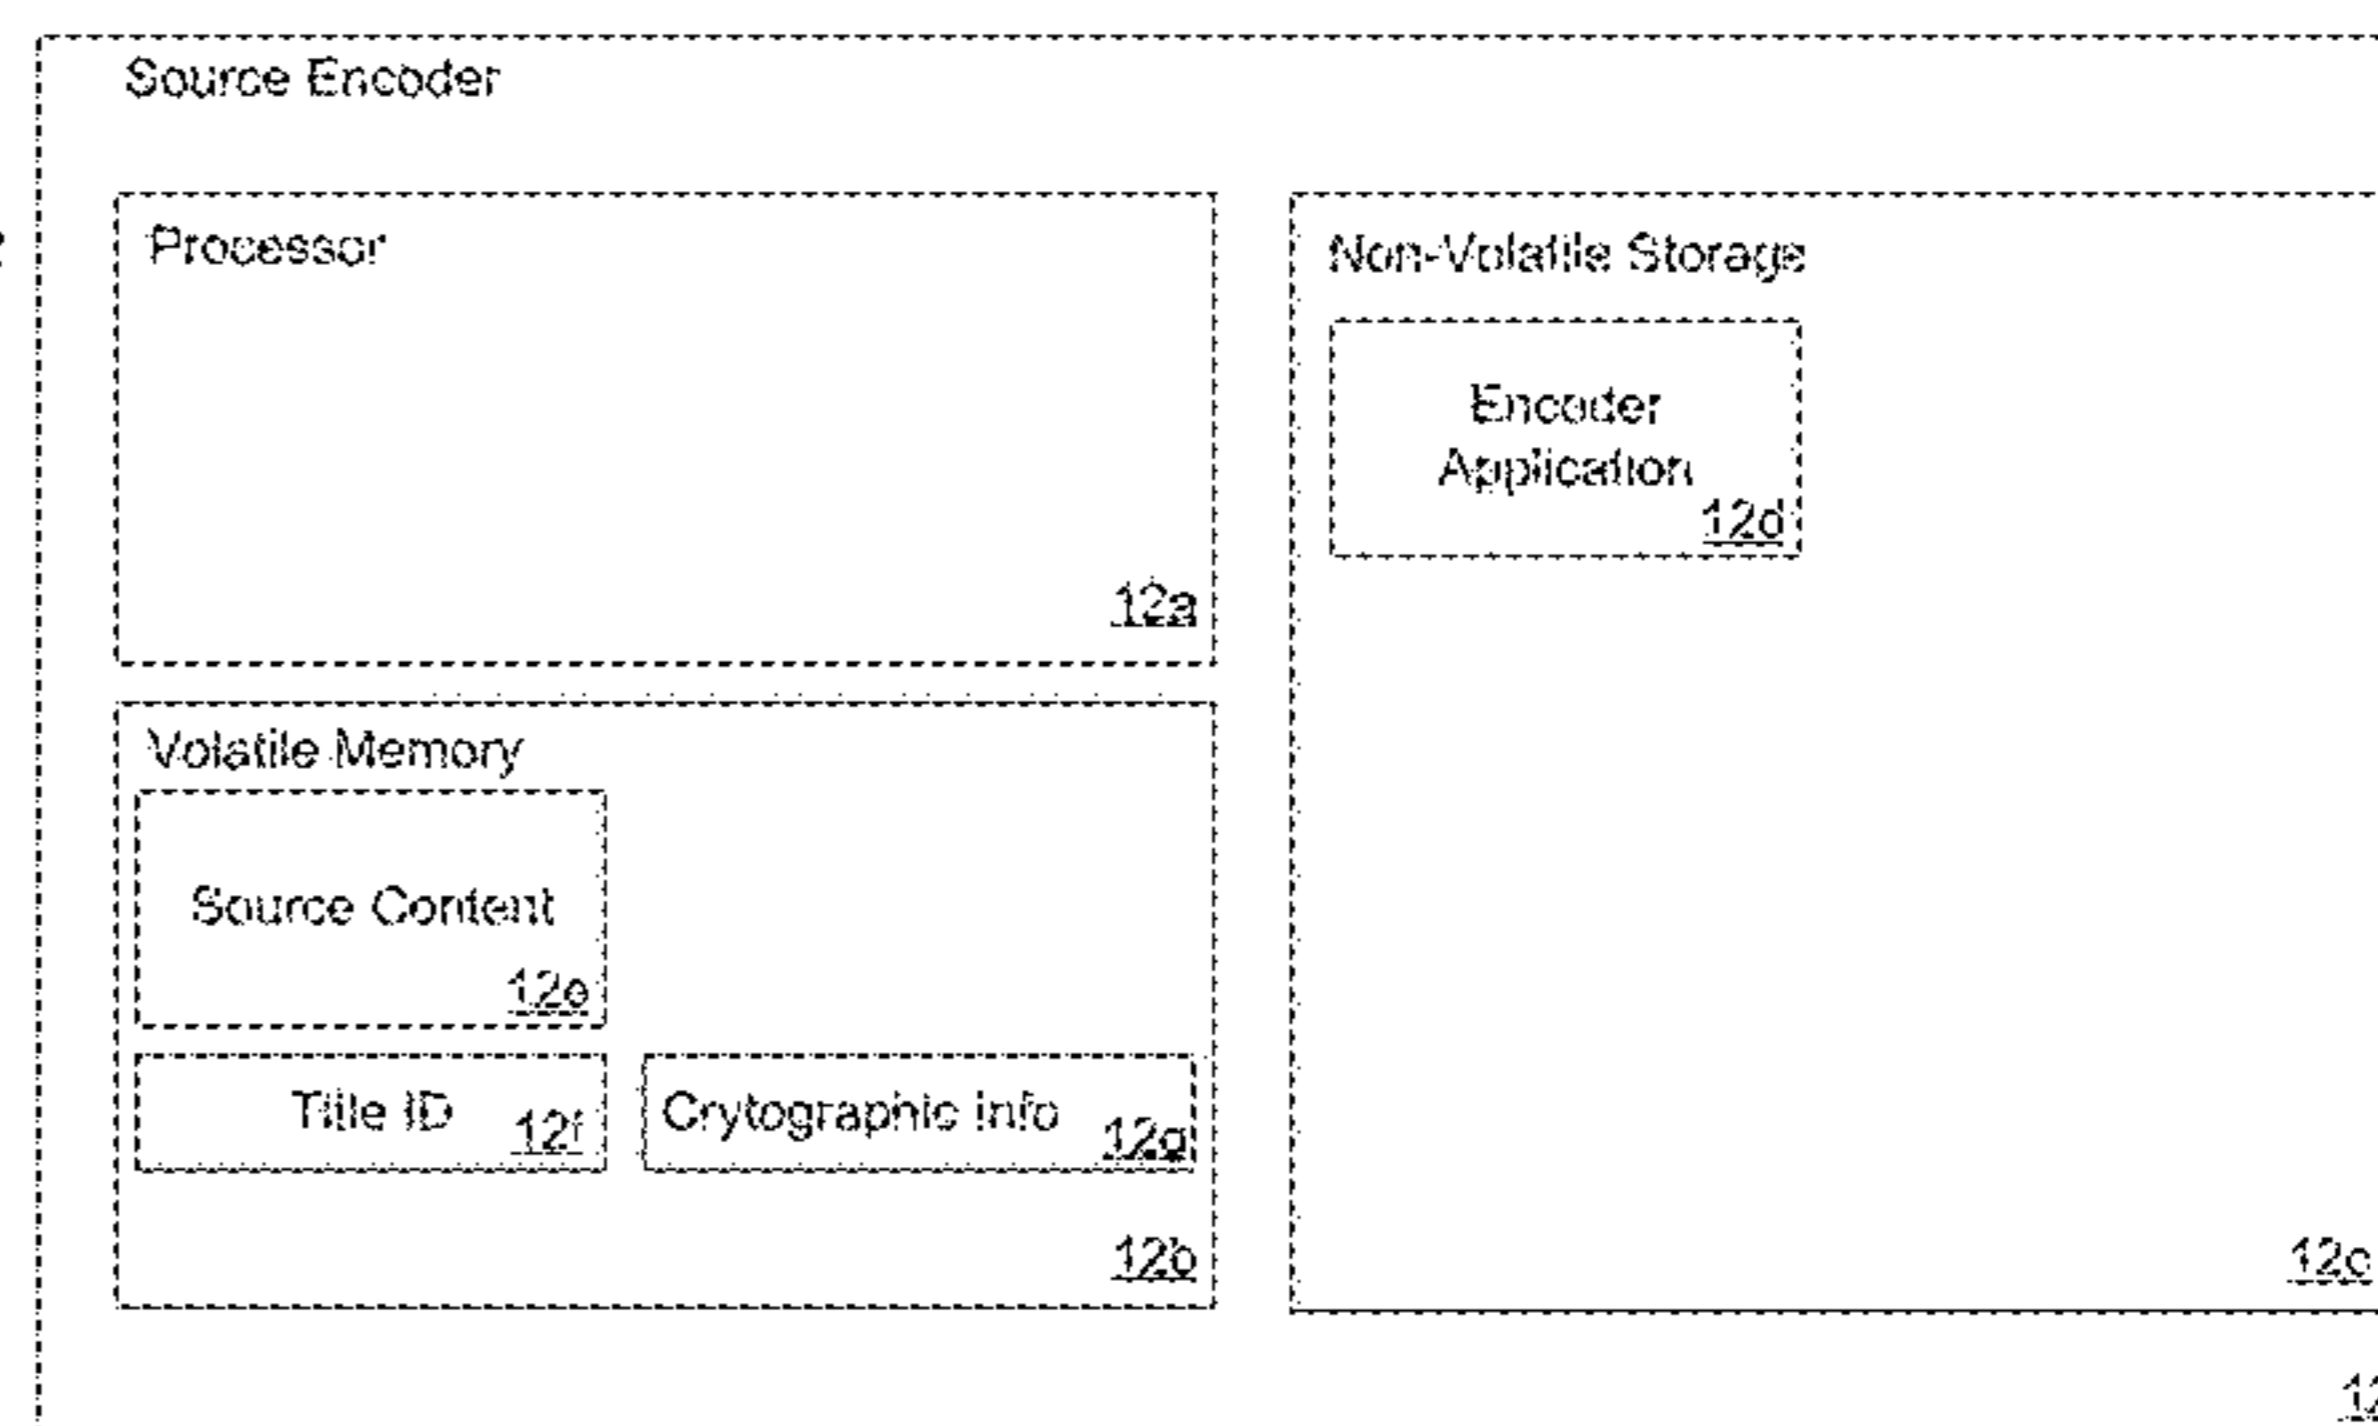 Source Encoder
Processor
12a
Non-Volatile Storage
Encoder
Application
12d
Volatile Memory
Source Content
12e
Title ID
12f
Crytographic Info
12g
12b
12c
12